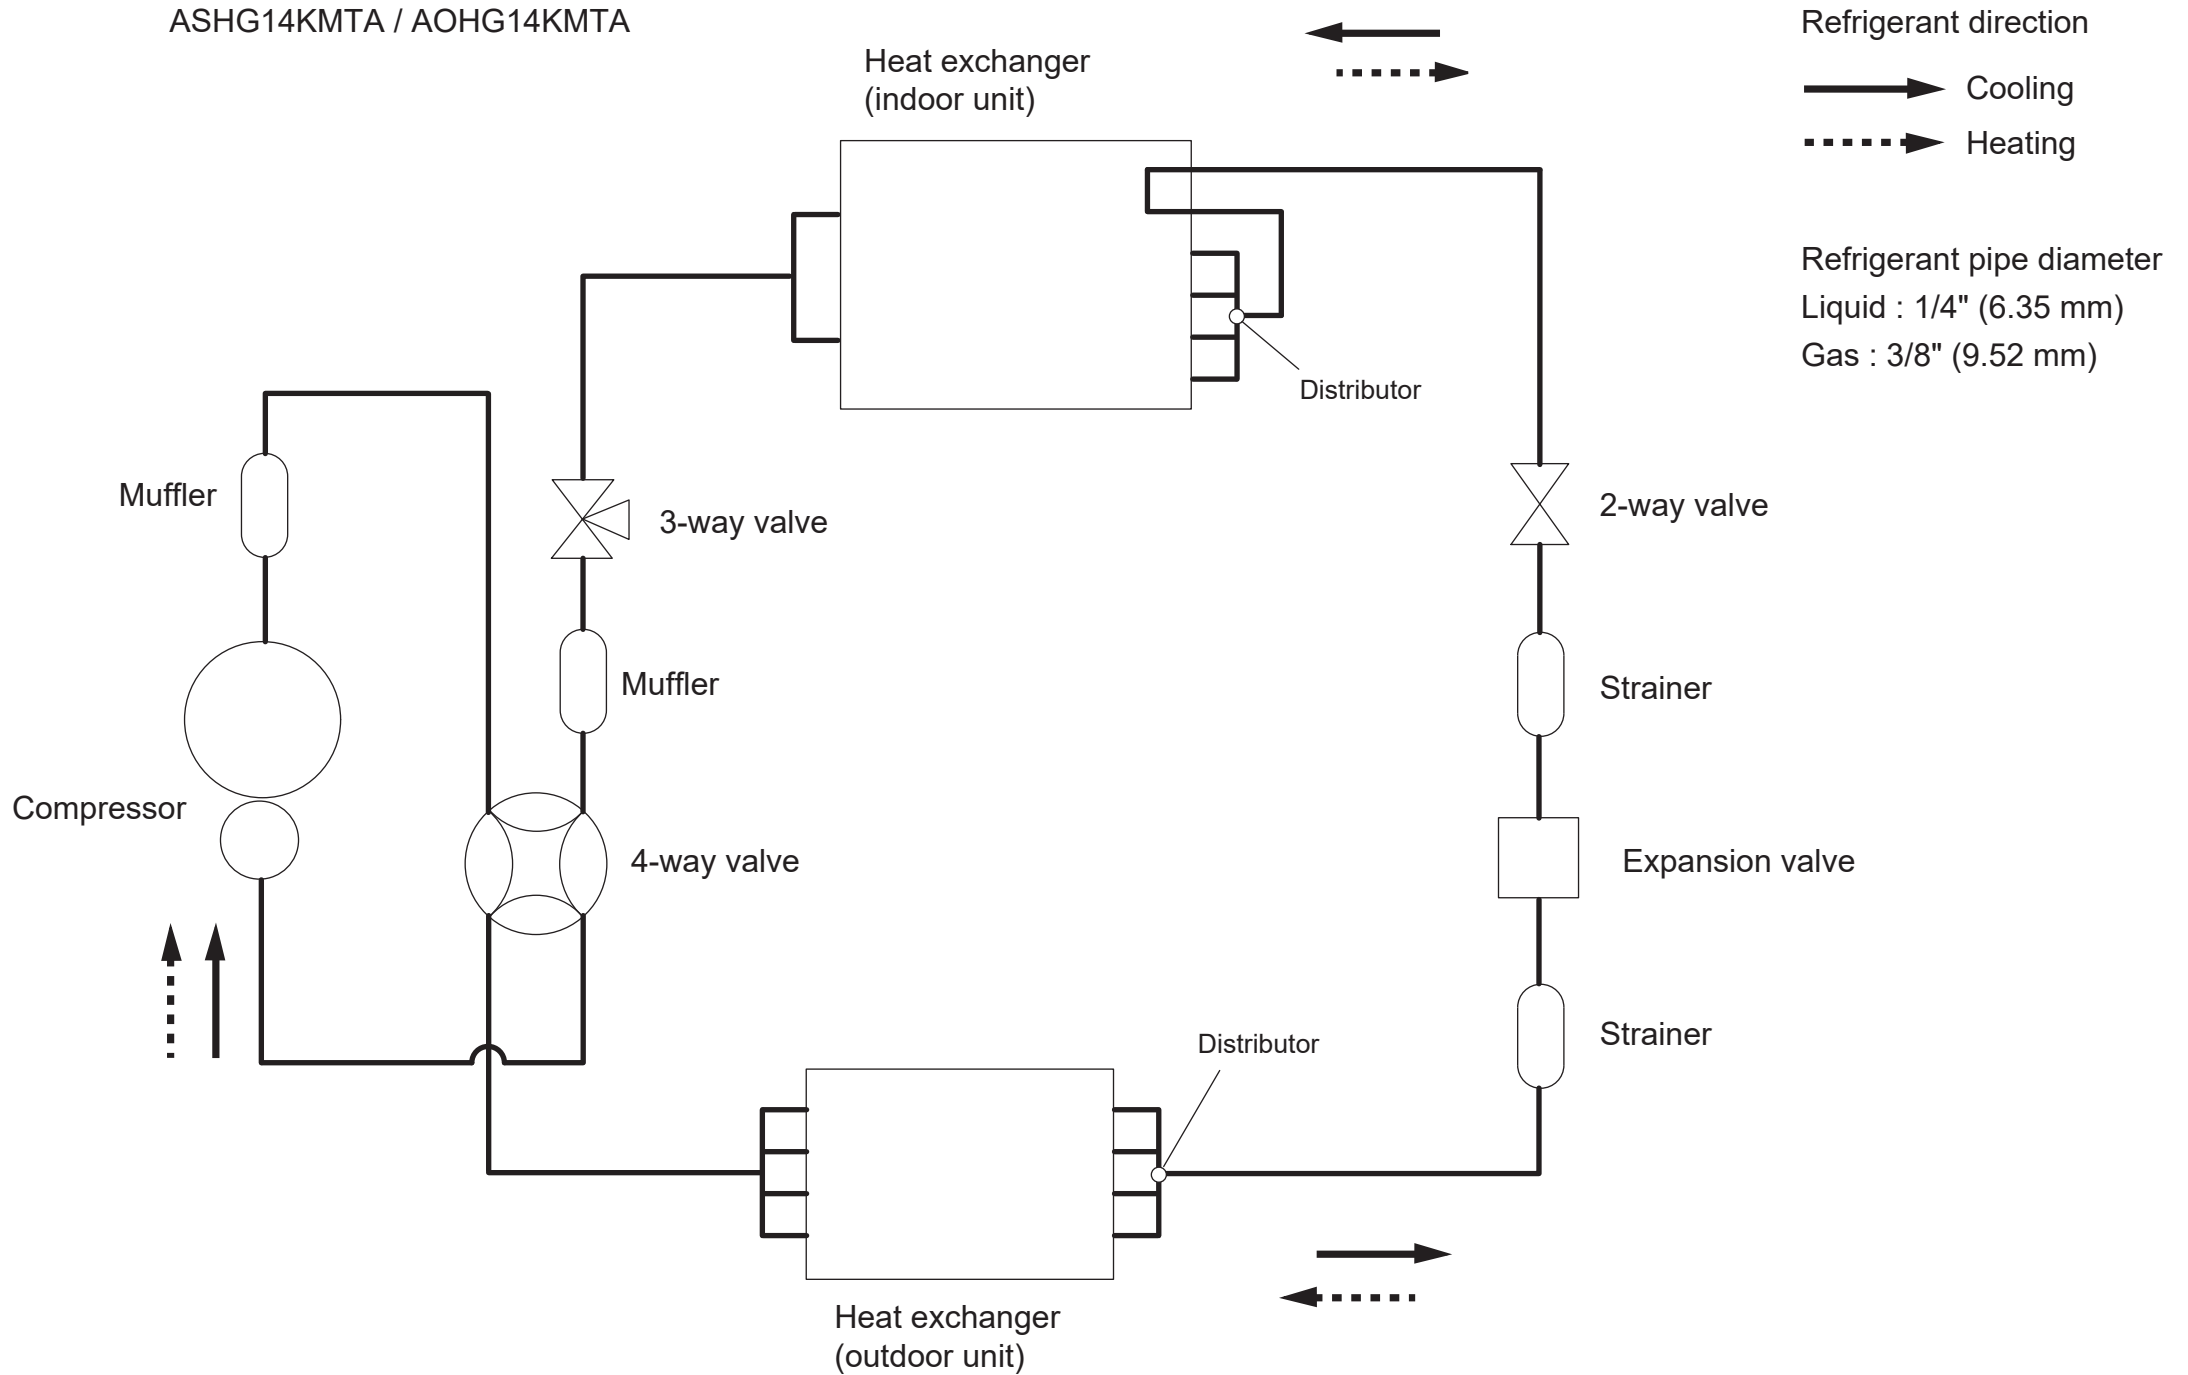 ASHG14KMTA / AOHG14KMTA
Refrigerant direction
Cooling
Heating
Heat exchanger
(indoor unit)
Refrigerant pipe diameter
Liquid : 1/4" (6.35 mm)
Gas : 3/8" (9.52 mm)
Distributor
Muffler
3-way valve
2-way valve
Muffler
Strainer
Compressor
4-way valve
Expansion valve
Strainer
Distributor
Heat exchanger
(outdoor unit)